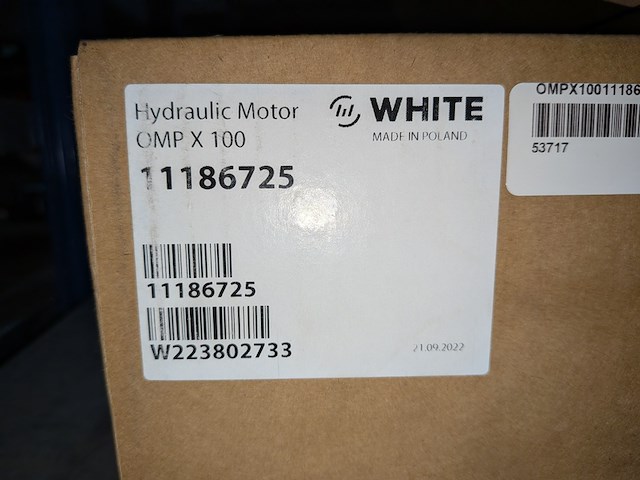 Hydraulic Motor
WHITE
OMP X 100
MADE IN POLAND
11186725
11186725
W223802733
21.09.2022
OMPX10011186
53717